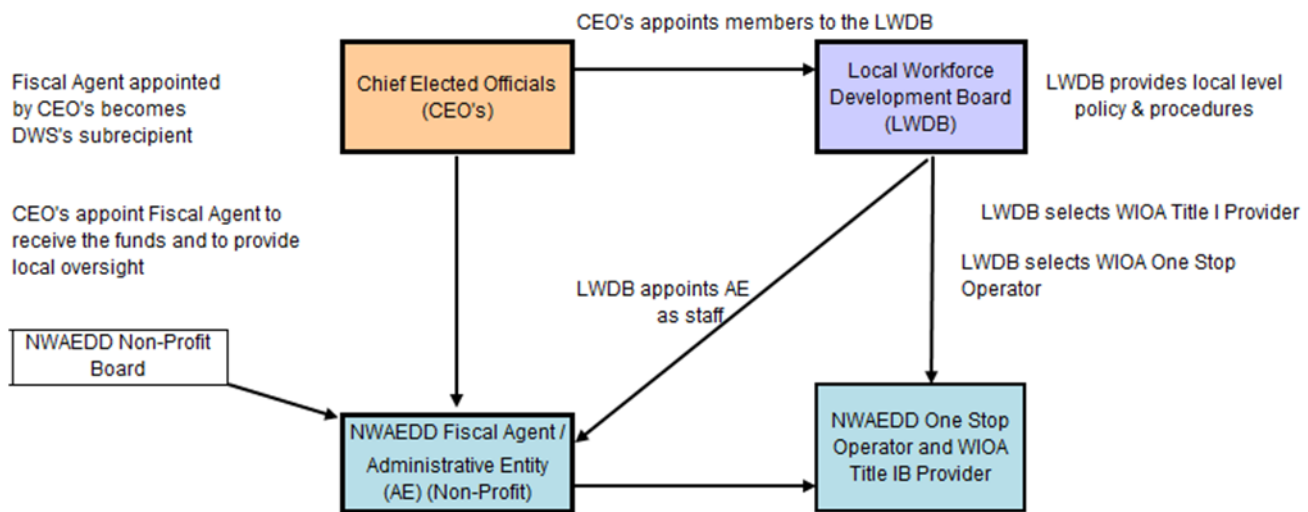 CEO's appoints members to the LWDB
Fiscal Agent appointed
by CEO's becomes
DWS's subrecipient
Chief Elected Officials
(CEO's)
Local Workforce
Development Board
(LWDB)
LWDB provides local level
policy & procedures
CEO's appoint Fiscal Agent to
receive the funds and to provide
local oversight
LWDB selects WIOA Title I Provider
LWDB selects WIOA One Stop
Operator
LWDB appoints AE
as staff
NWAEDD Non-Profit
Board
NWAEDD Fiscal Agent /
Administrative Entity
(AE) (Non-Profit)
NWAEDD One Stop
Operator and WIOA
Title IB Provider